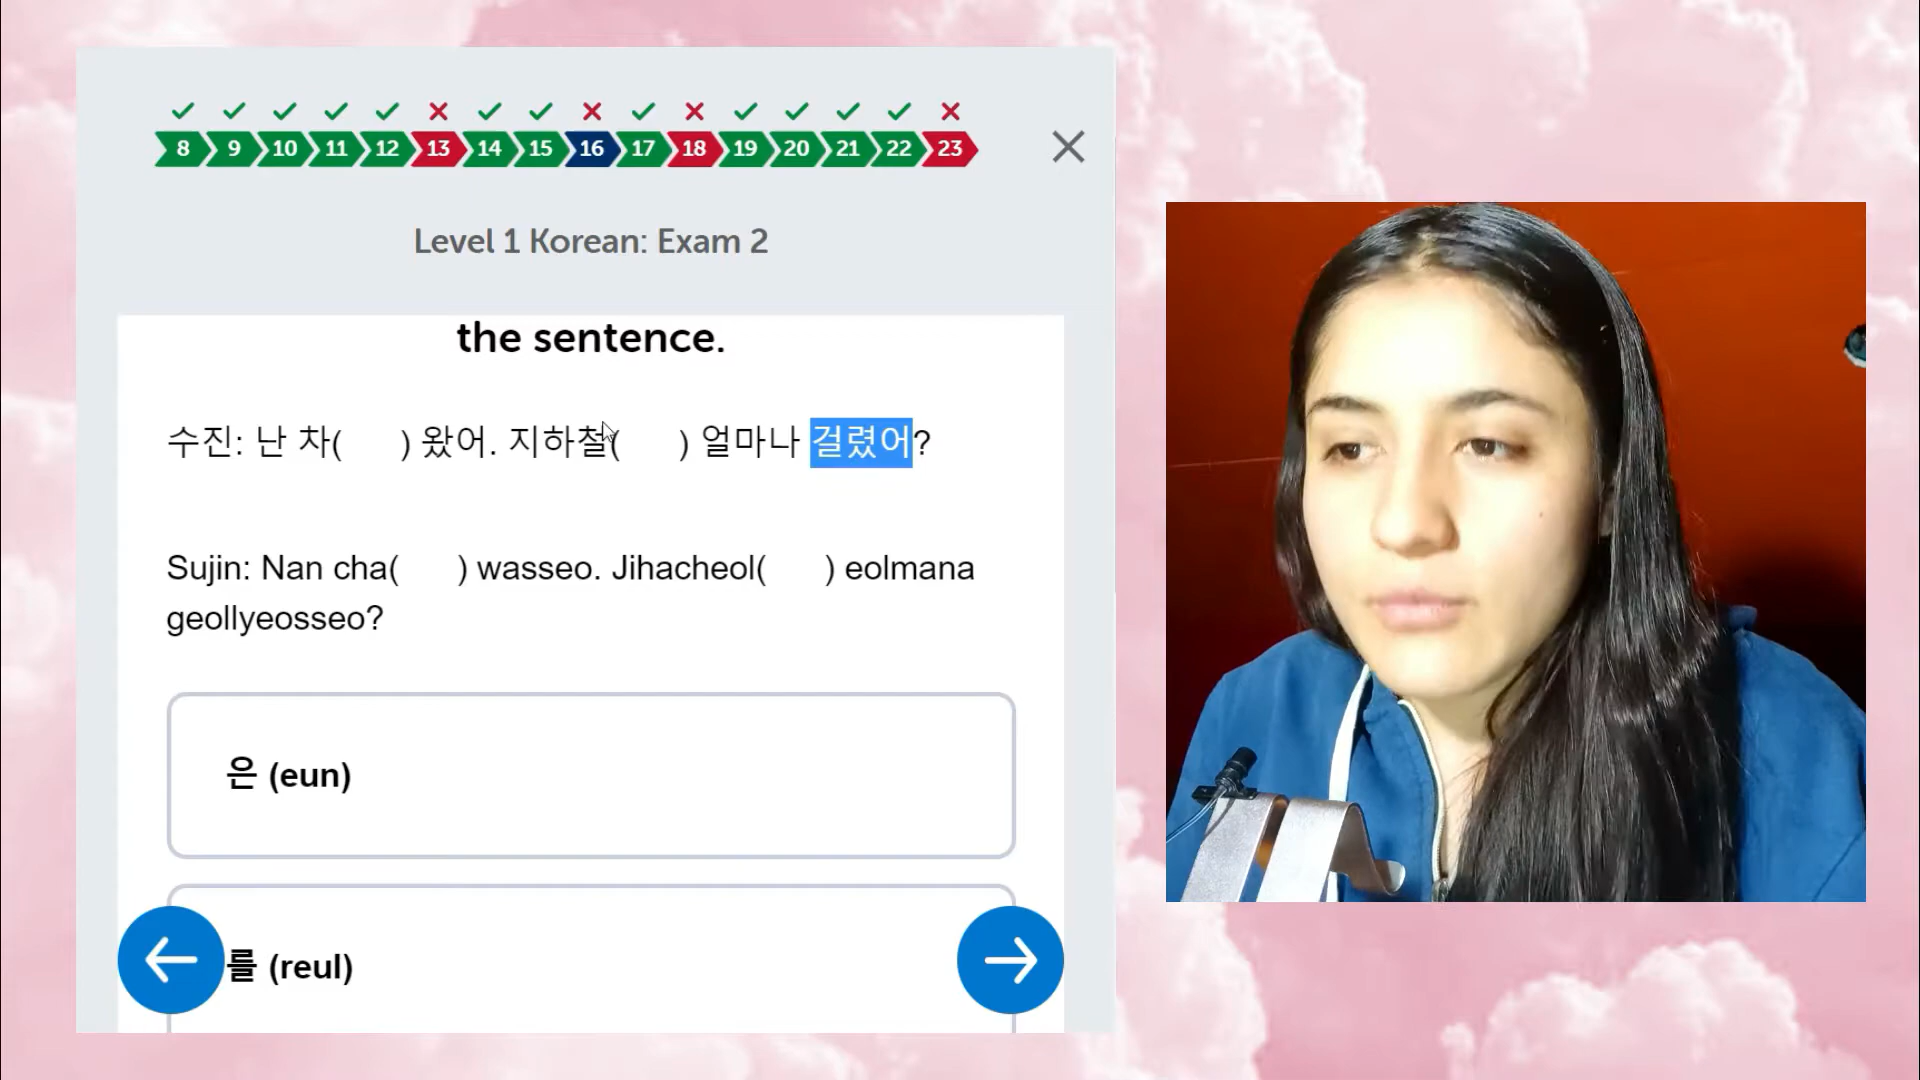 8 9 10 11 12 13 14 15 16 17 18 19 20 21 22 23
Level 1 Korean: Exam 2
the sentence.
수진: 난 차( ) 왔어. 지하철( ) 얼마나 걸렸어?
Sujin: Nan cha( ) wasseo. Jihacheol( ) eolmana
geollyeosseo?
은 (eun)
를 (reul)